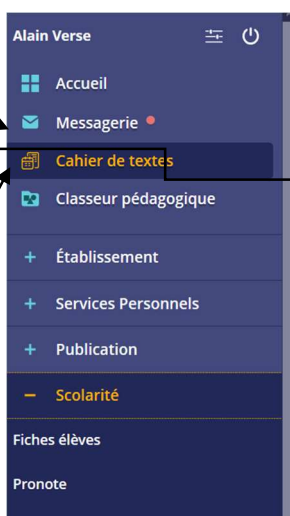 Alain Verse
Accueil
Messagerie
Cahier de textes
Classeur pédagogique
+ Établissement
+ Services Personnels
+ Publication
− Scolarité
Fiches élèves
Pronote